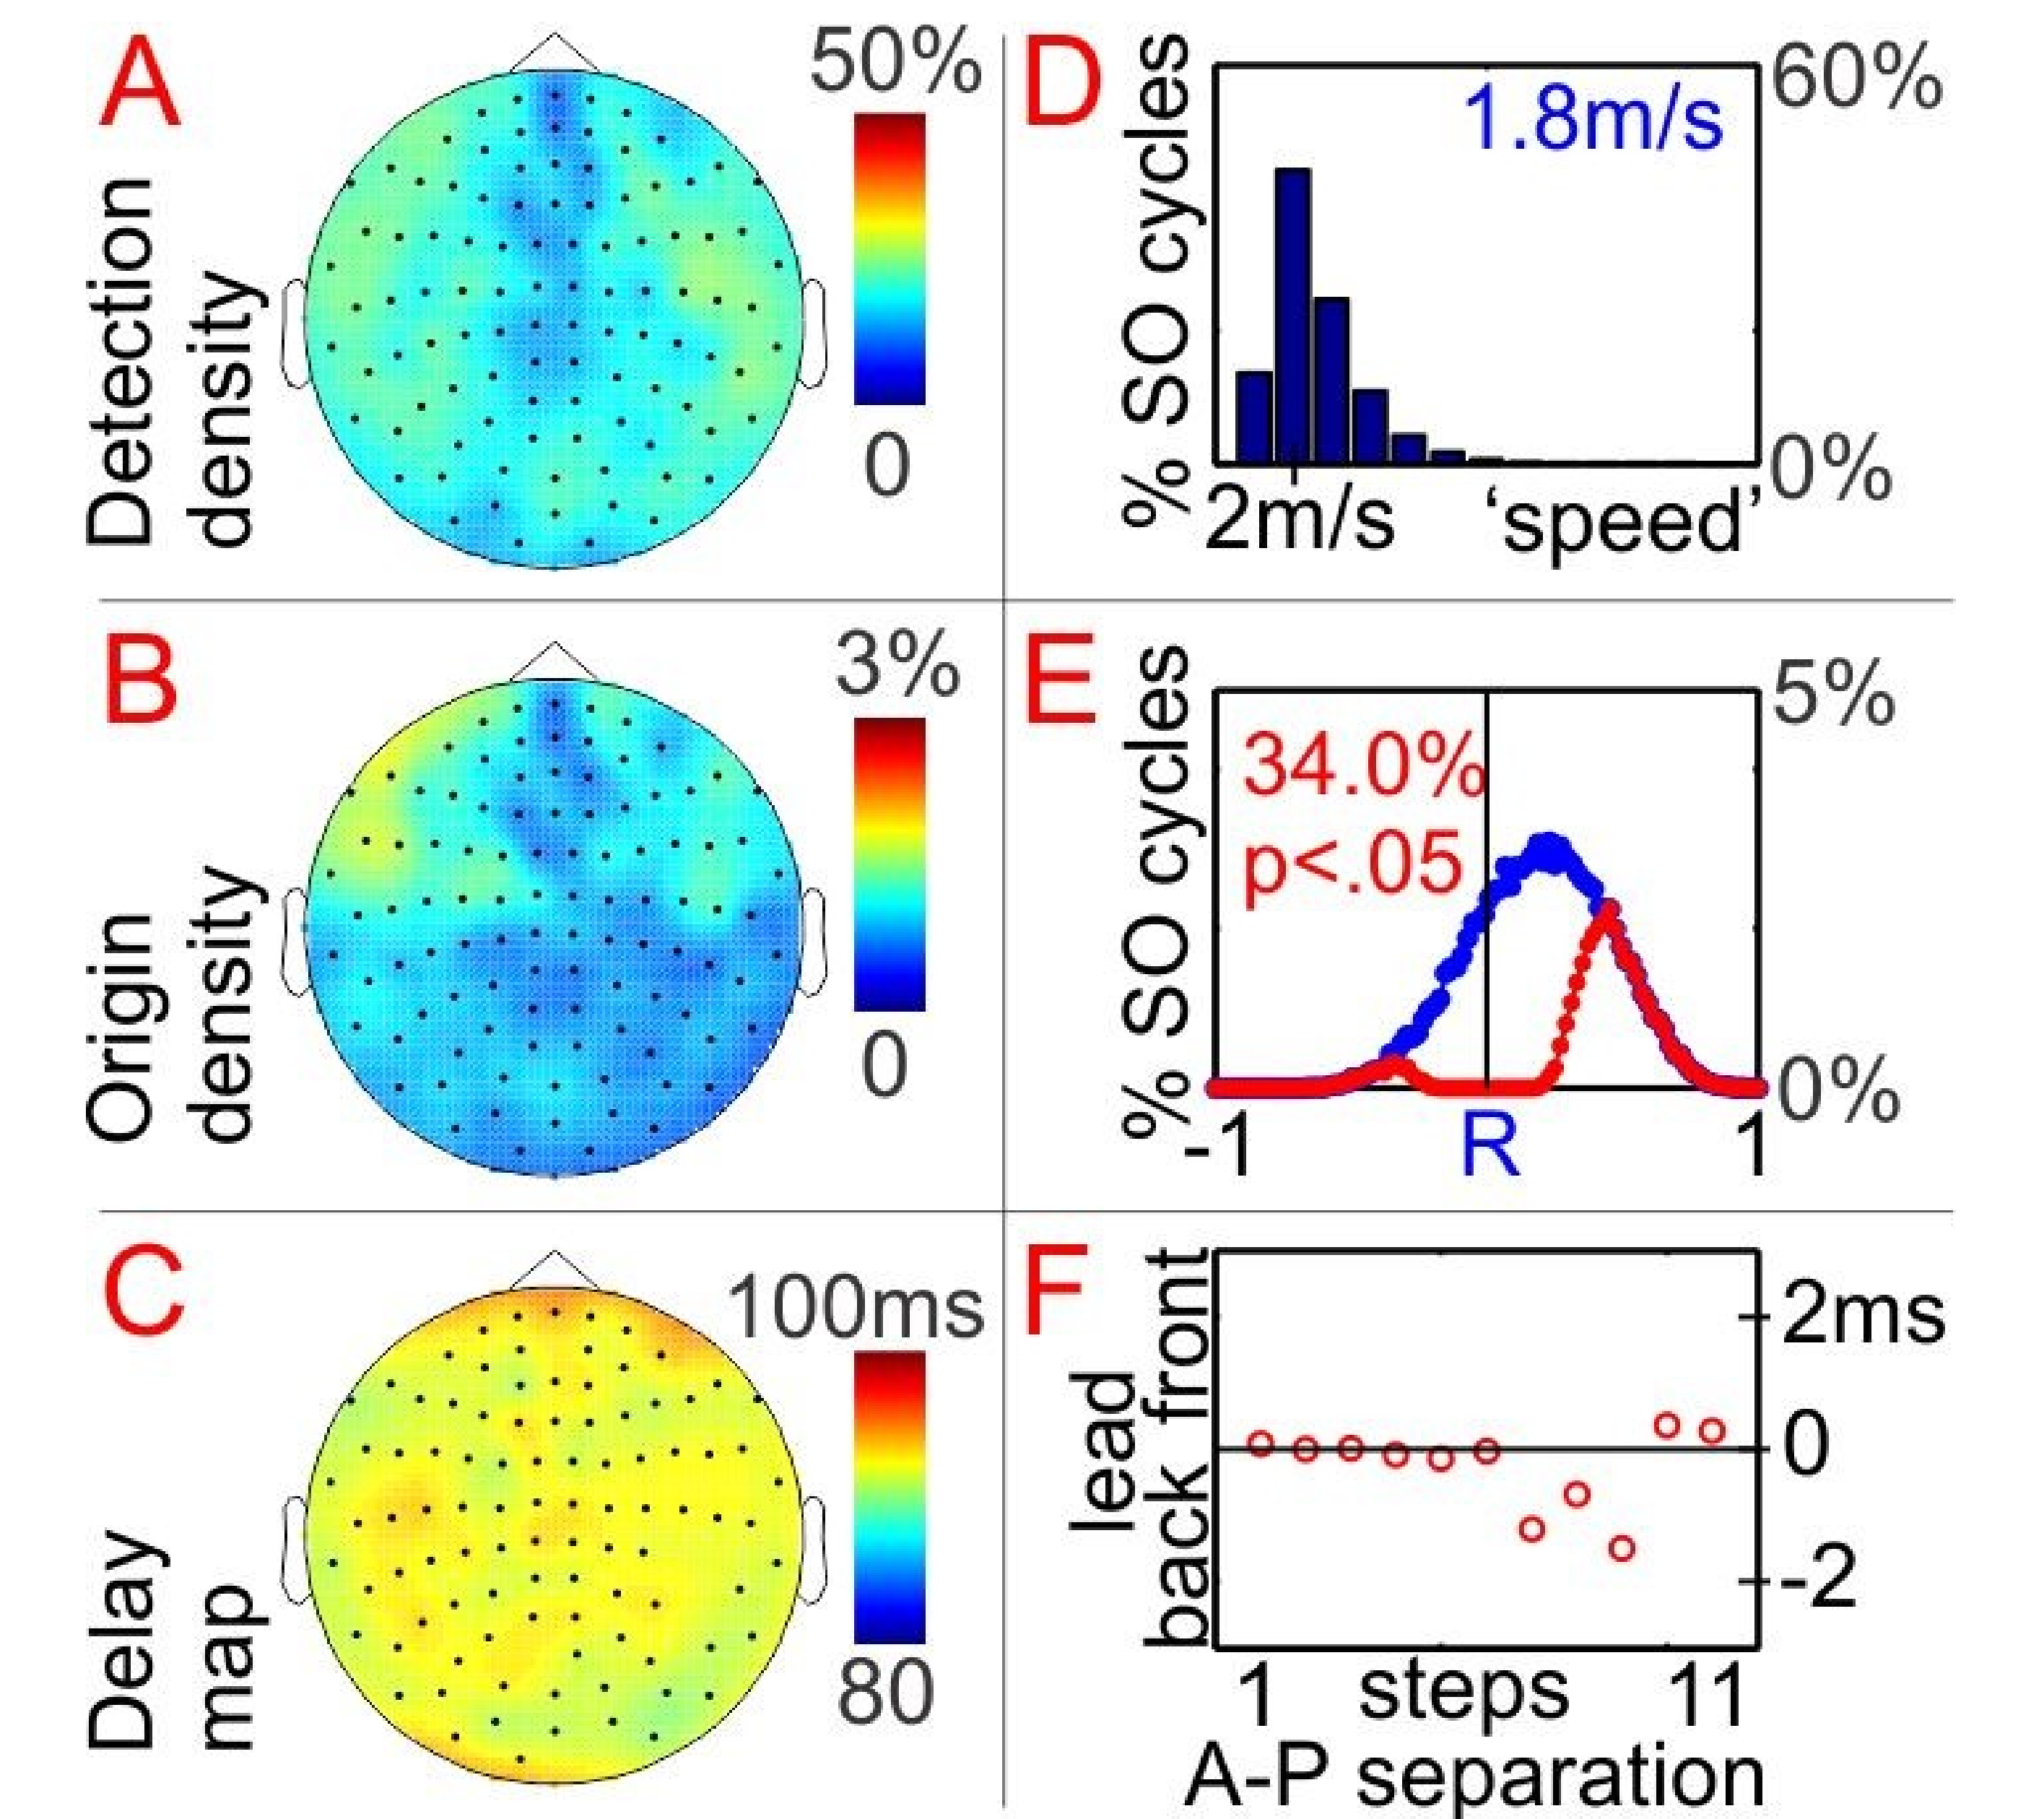 A
Detection
density
50%
0
D
% SO cycles
1.8m/s
60%
0%
2m/s
‘speed’
B
Origin
density
3%
0
E
% SO cycles
34.0%
p<.05
5%
0%
-1
R
1
C
Delay
map
100ms
80
F
lead
back front
2ms
0
-2
1 steps 11
A-P separation